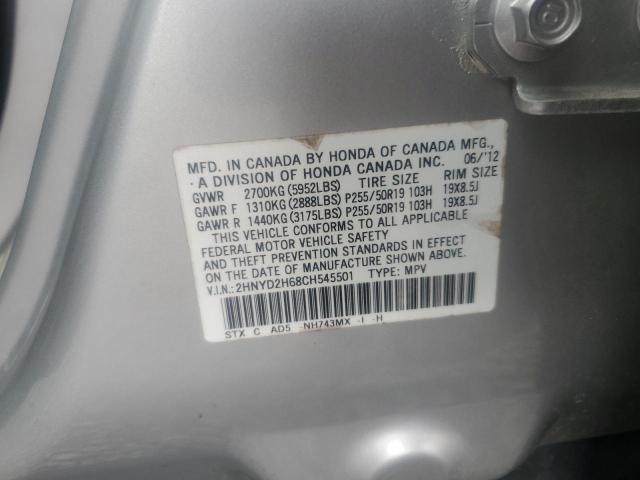 MFD. IN CANADA BY HONDA OF CANADA MFG.,
A DIVISION OF HONDA CANADA INC. 06/'12
GVWR 2700KG (5952LBS) TIRE SIZE RIM SIZE
GAWR F 1310KG (2888LBS) P255/50R19 103H 19X8.5J
GAWR R 1440KG (3175LBS) P255/50R19 103H 19X8.5J
THIS VEHICLE CONFORMS TO ALL APPLICABLE
FEDERAL MOTOR VEHICLE SAFETY
AND THEFT PREVENTION STANDARDS IN EFFECT
ON THE DATE OF MANUFACTURE SHOWN ABOVE.
V.I.N.: 2HNYD2H68CH545501 TYPE: MPV
STX C AD5 -NH743MX -I -H